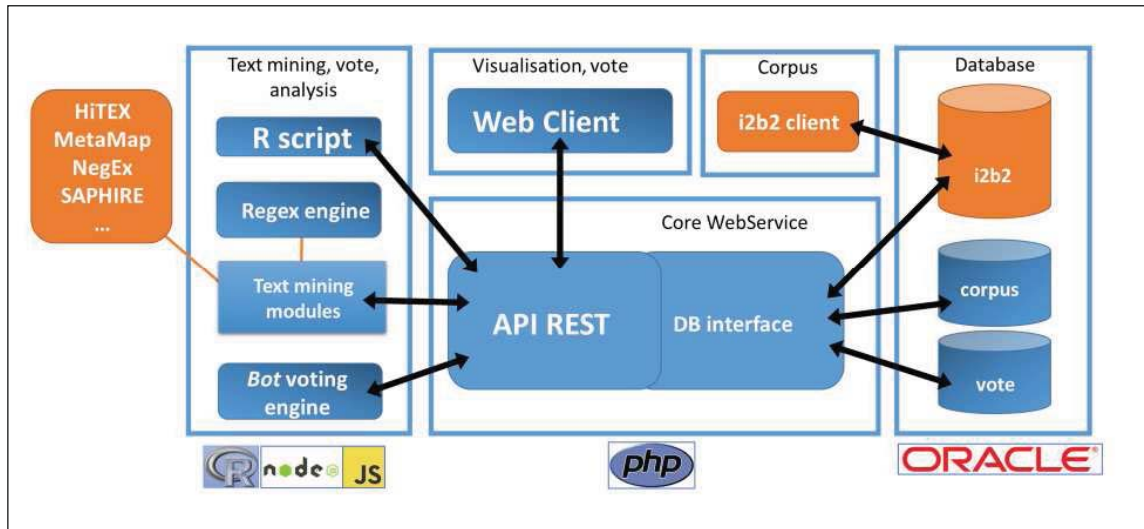 HiTEX
MetaMap
NegEx
SAPHIRE
...
Text mining, vote,
analysis
R script
Regex engine
Text mining
modules
Bot voting
engine
Visualisation, vote
Web Client
Corpus
i2b2 client
Core WebService
API REST
DB interface
Database
i2b2
corpus
vote
R
node
JS
JS
php
ORACLE®